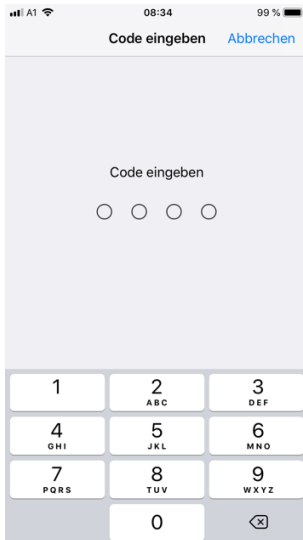 A1 08:34 99 %
Code eingeben Abbrechen
Code eingeben
1 2 3
ABC DEF
4 5 6
GHI JKL MNO
7 8 9
PQRS TUV WXYZ
0